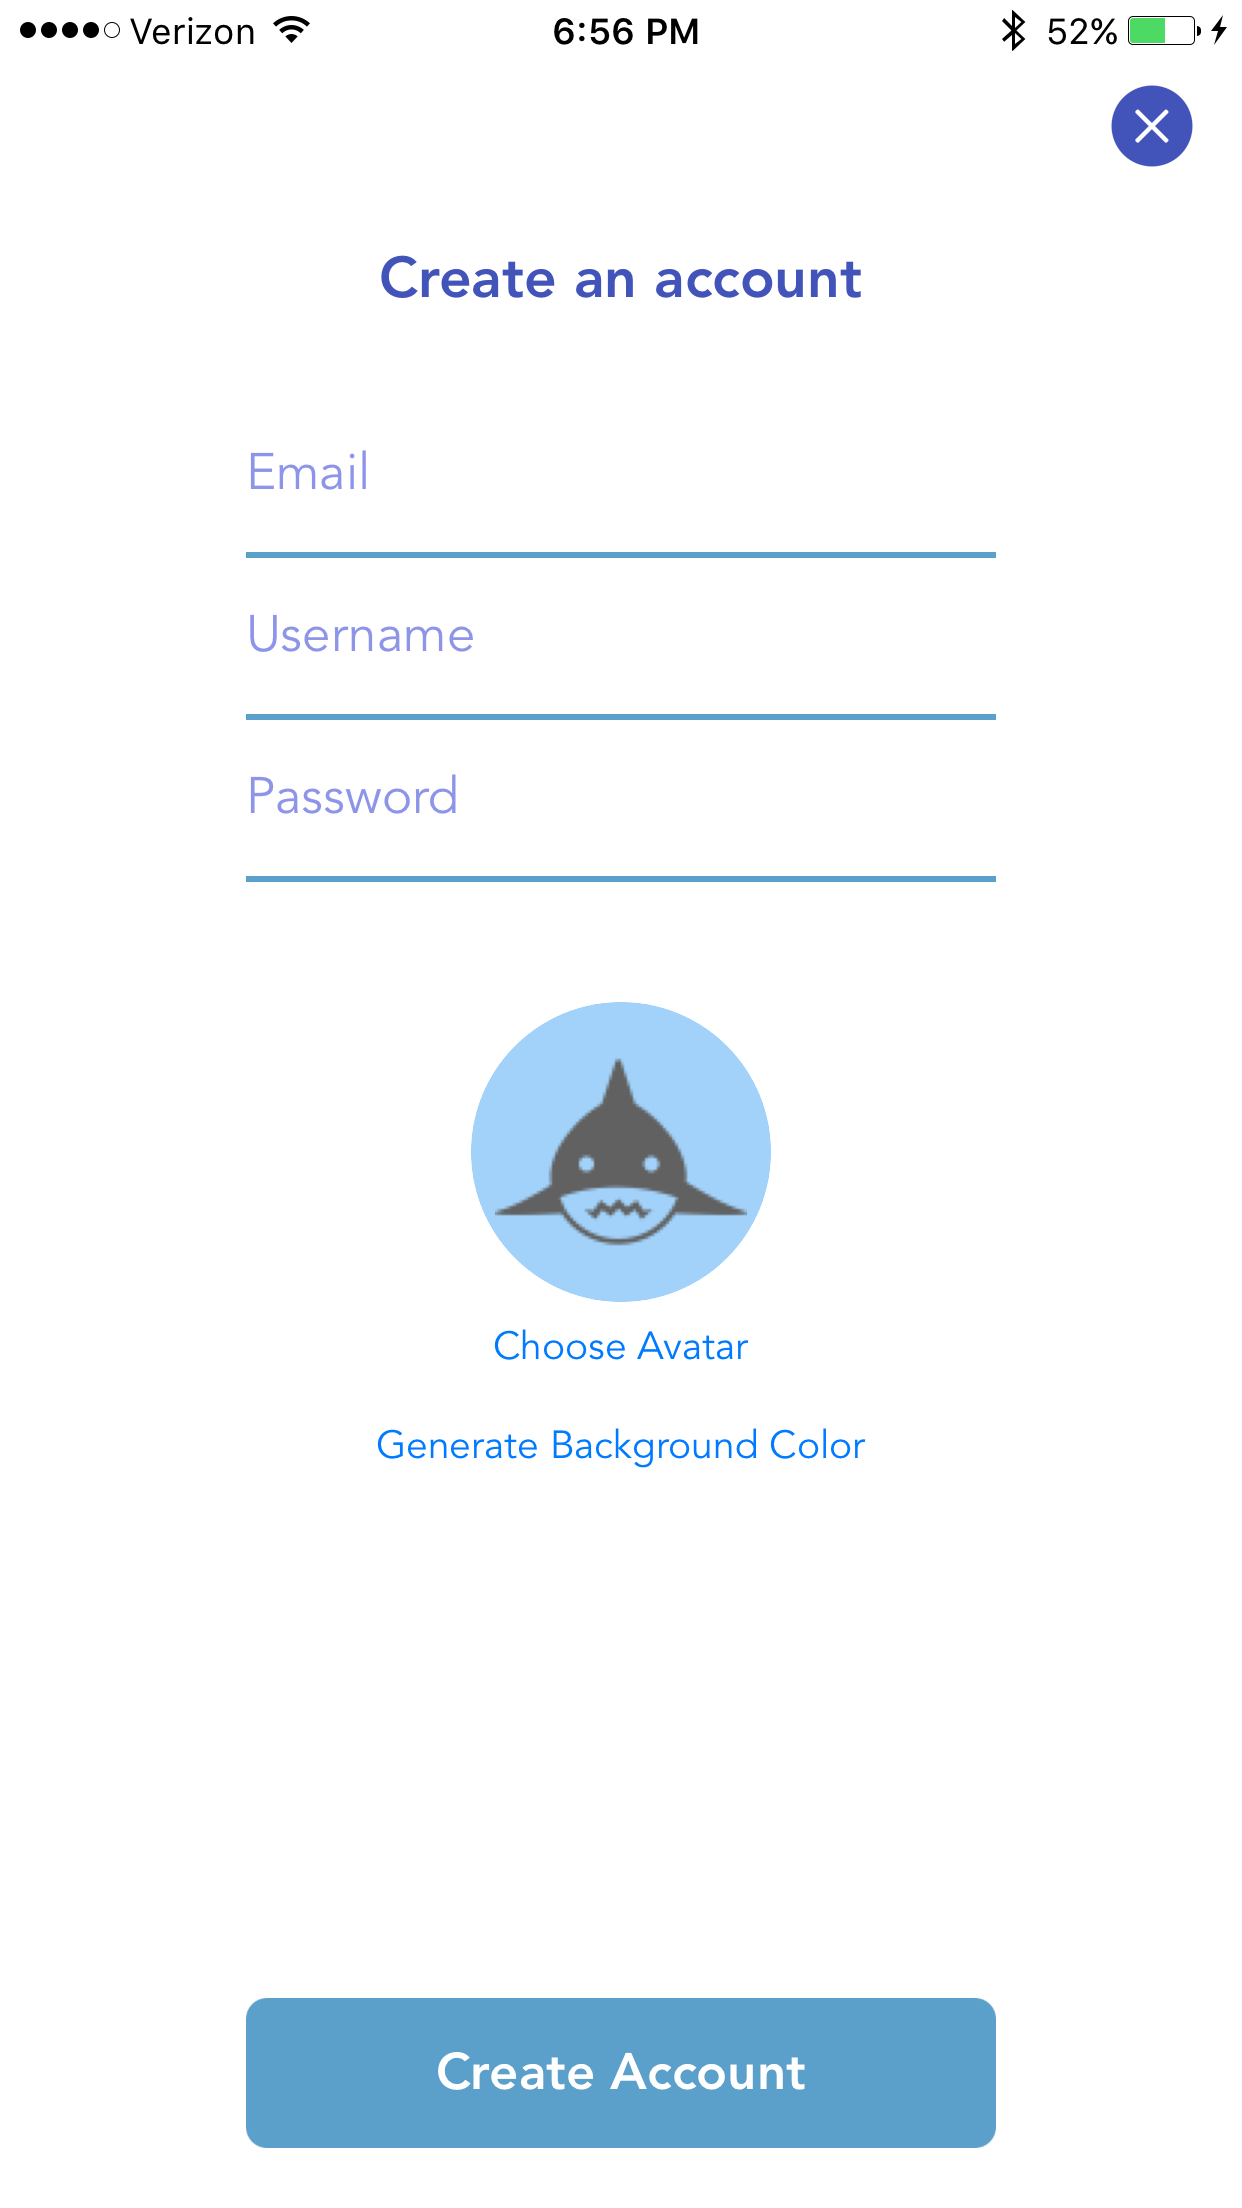 Verizon 6:56 PM 52%
Create an account
Email
Username
Password
Choose Avatar
Generate Background Color
Create Account